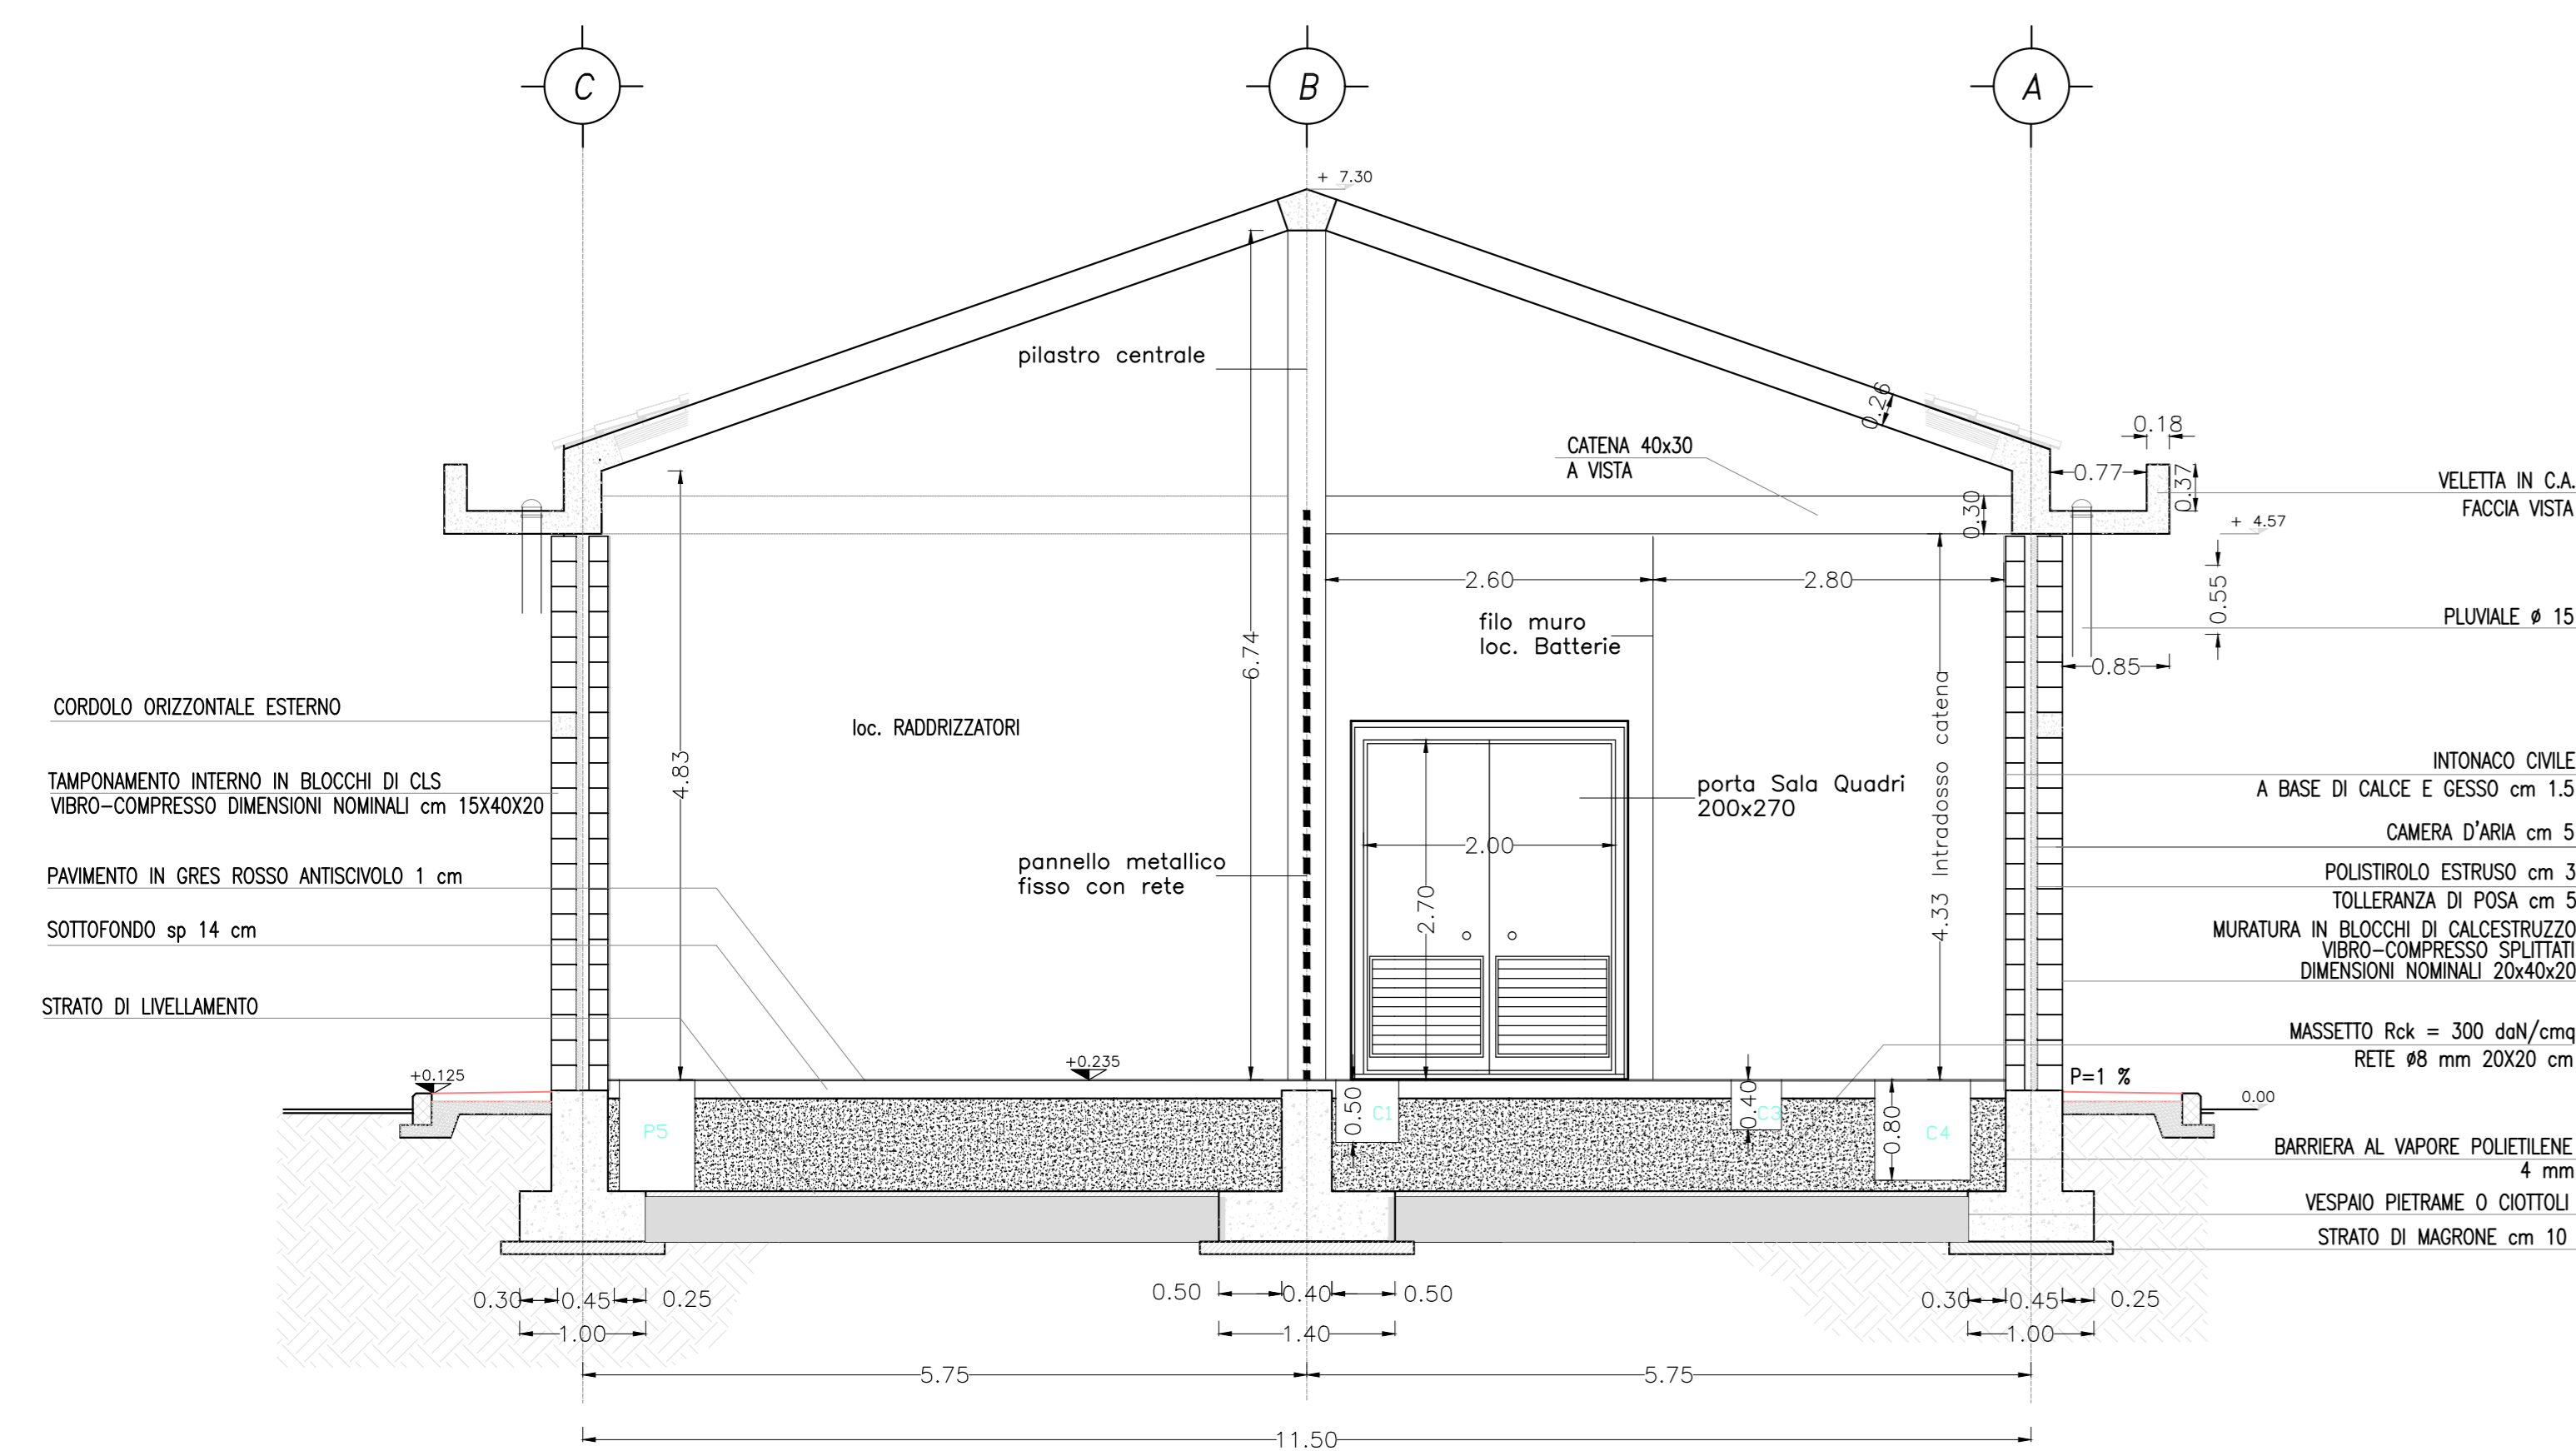 C
B
A
+ 7.30
pilastro centrale
0.26
CATENA 40x30
A VISTA
0.18
0.77
0.37
VELETTA IN C.A.
FACCIA VISTA
+ 4.57
0.30
2.60
2.80
0.55
filo muro
loc. Batterie
PLUVIALE ø 15
0.85
6.74
4.83
CORDOLO ORIZZONTALE ESTERNO
loc. RADDRIZZATORI
4.33 Intradosso catena
INTONACO CIVILE
A BASE DI CALCE E GESSO cm 1.5
TAMPONAMENTO INTERNO IN BLOCCHI DI CLS
VIBRO-COMPRESSO DIMENSIONI NOMINALI cm 15X40X20
porta Sala Quadri
200x270
CAMERA D'ARIA cm 5
2.00
2.70
pannello metallico
fisso con rete
PAVIMENTO IN GRES ROSSO ANTISCIVOLO 1 cm
POLISTIROLO ESTRUSO cm 3
TOLLERANZA DI POSA cm 5
SOTTOFONDO sp 14 cm
MURATURA IN BLOCCHI DI CALCESTRUZZO
VIBRO-COMPRESSO SPLITTATI
DIMENSIONI NOMINALI 20x40x20
STRATO DI LIVELLAMENTO
MASSETTO Rck = 300 daN/cmq
RETE ø8 mm 20X20 cm
+0.125
+0.235
P=1 %
0.00
P5
0.50
C1
0.40
C3
0.80
C4
BARRIERA AL VAPORE POLIETILENE
4 mm
VESPAIO PIETRAME O CIOTTOLI
STRATO DI MAGRONE cm 10
0.30
0.45
0.25
0.50
0.40
0.50
0.30
0.45
0.25
1.00
1.40
1.00
5.75
5.75
11.50